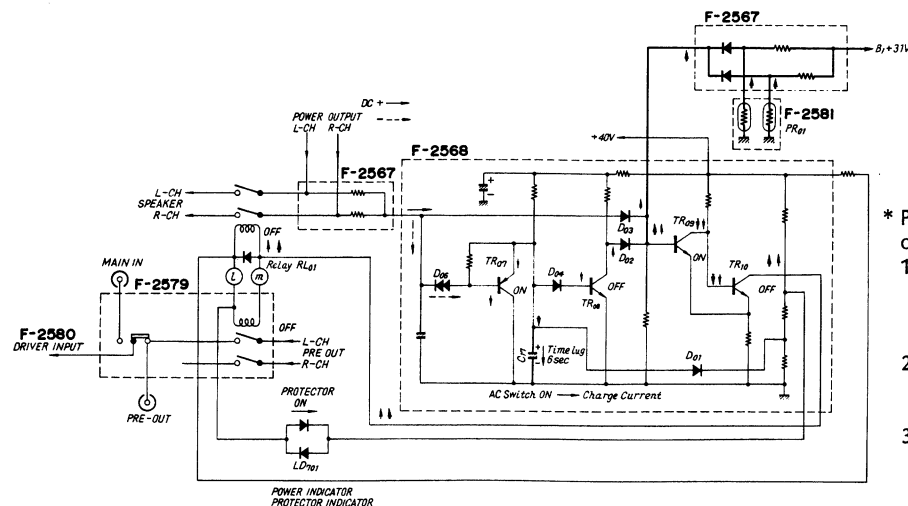 F-2567
B1+31V
DC +
POWER OUTPUT
L-CH R-CH
F-2581
PR01
+40V
F-2568
F-2567
L-CH
SPEAKER
R-CH
+
-
OFF
Relay RL01
MAIN IN
F-2579
L
R
D03
D02
TR09
ON
D06
TR07
ON
D04
TR08
OFF
TR10
OFF
F-2580
DRIVER INPUT
OFF
L-CH
PRE OUT
R-CH
C17
+
-
Time lug
6sec
D01
PRE-OUT
PROTECTOR
ON
AC Switch ON
Charge Current
LD701
POWER INDICATOR
PROTECTOR INDICATOR
* P
o
1
2
3